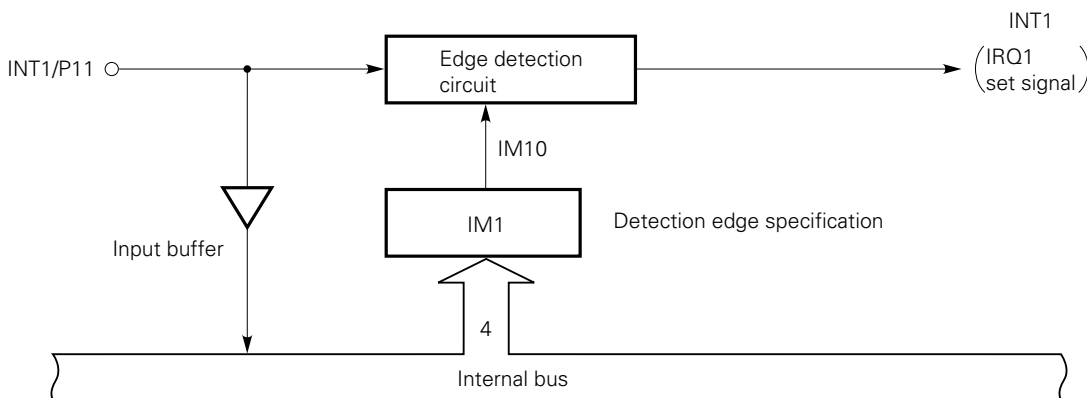 INT1
INT1/P11
Edge detection
circuit
IRQ1
set signal
IM10
IM1
Detection edge specification
Input buffer
4
Internal bus